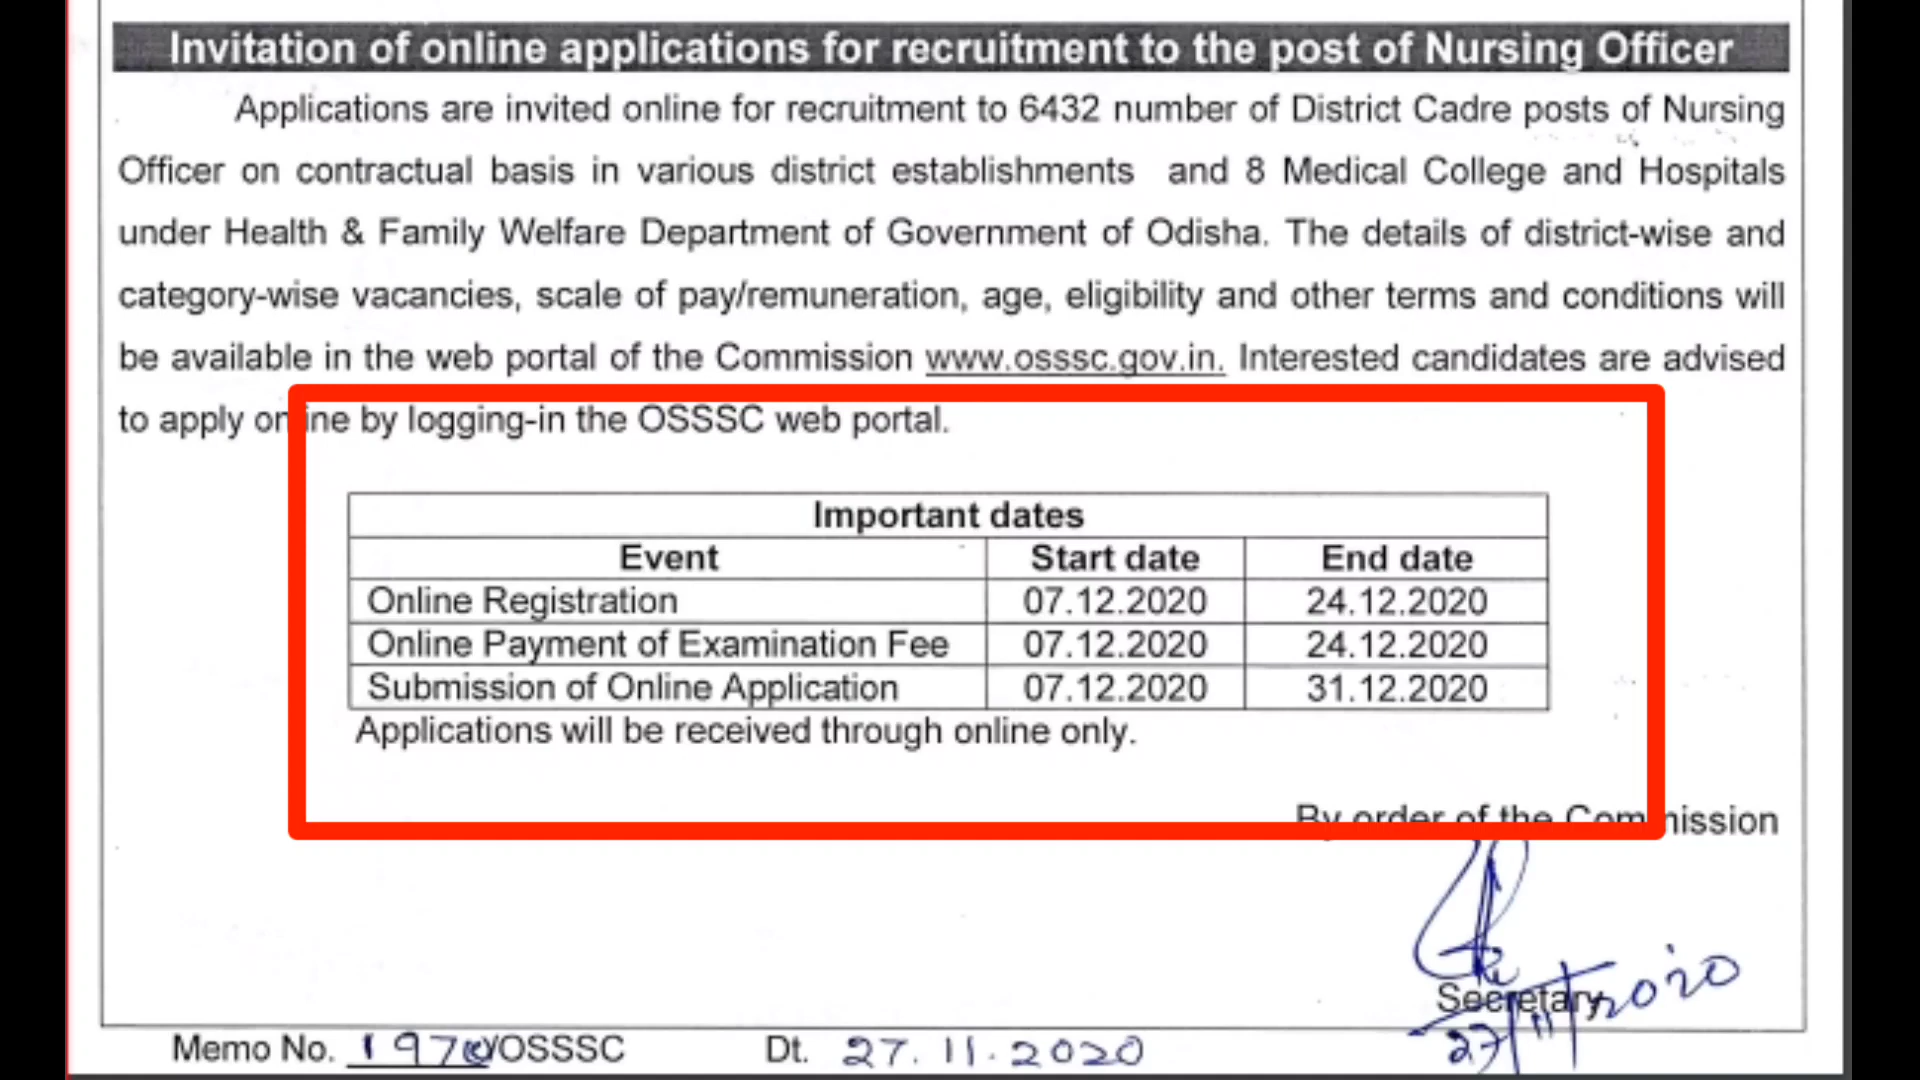 Invitation of online applications for recruitment to the post of Nursing Officer
Applications are invited online for recruitment to 6432 number of District Cadre posts of Nursing
Officer on contractual basis in various district establishments and 8 Medical College and Hospitals
under Health & Family Welfare Department of Government of Odisha. The details of district-wise and
category-wise vacancies, scale of pay/remuneration, age, eligibility and other terms and conditions will
be available in the web portal of the Commission www.osssc.gov.in. Interested candidates are advised
to apply online by logging-in the OSSSC web portal.
Important dates
Event Start date End date
Online Registration 07.12.2020 24.12.2020
Online Payment of Examination Fee 07.12.2020 24.12.2020
Submission of Online Application 07.12.2020 31.12.2020
Applications will be received through online only.
By order of the Commission
Secretary
27/11/2020
Memo No. /OSSSC Dt. 27.11.2020